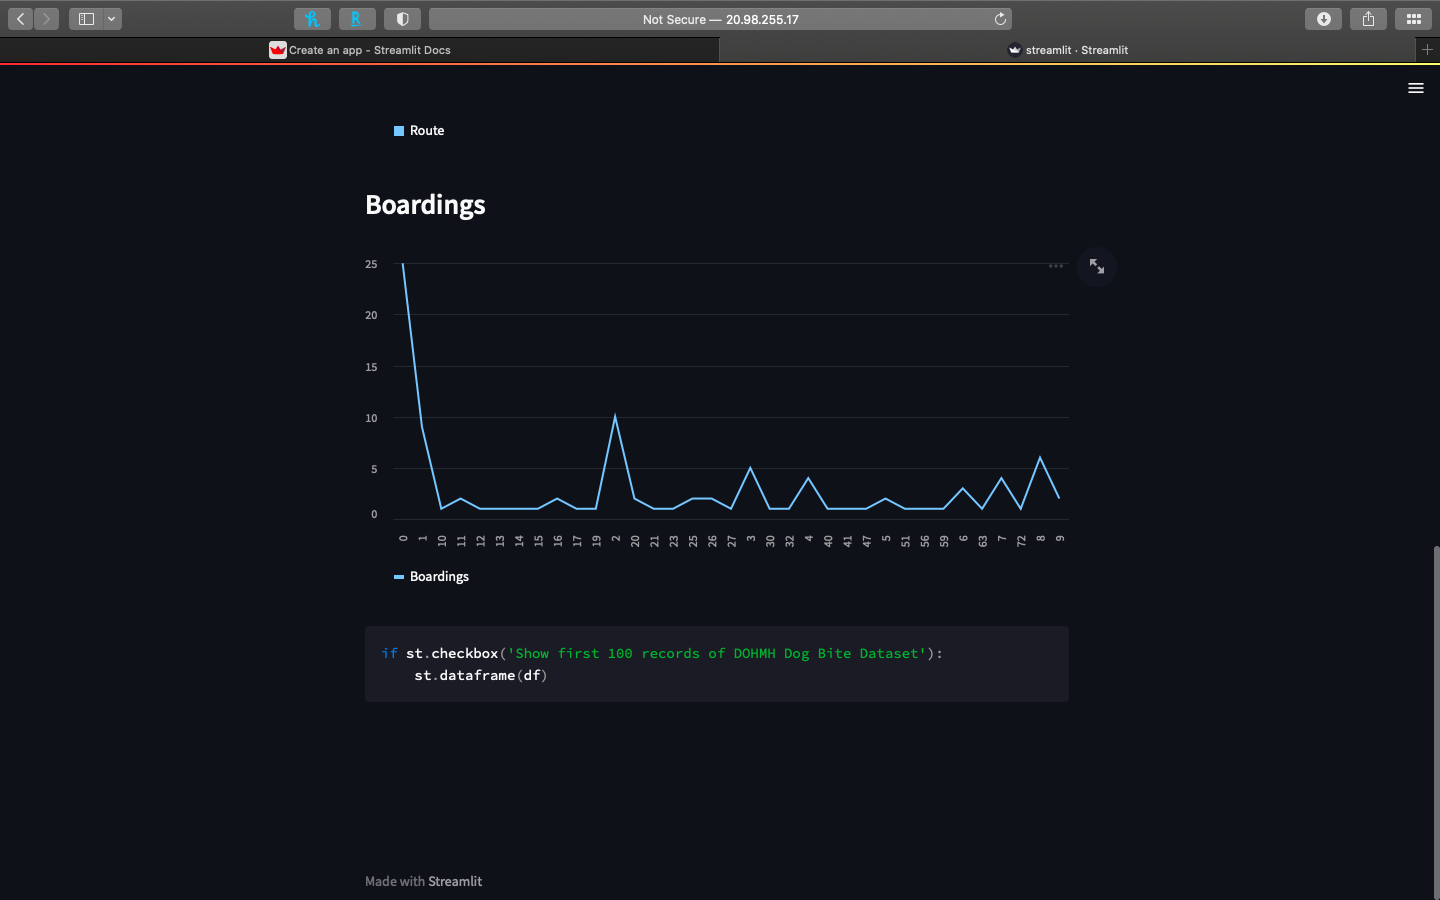 Not Secure — 20.98.255.17
Create an app - Streamlit Docs
streamlit · Streamlit
Route
Boardings
25
20
15
10
5
0
0 1 10 11 12 13 14 15 16 17 19 2 20 21 23 25 26 27 3 30 32 4 40 41 47 5 51 56 59 6 63 7 72 8 9
Boardings
if st.checkbox('Show first 100 records of DOHMH Dog Bite Dataset'):
    st.dataframe(df)
Made with Streamlit